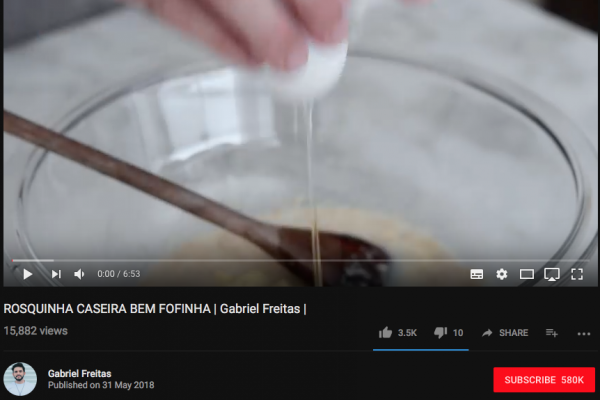 0:00 / 6:53
ROSQUINHA CASEIRA BEM FOFINHA | Gabriel Freitas |
15,882 views
3.5K 10 SHARE
Gabriel Freitas
Published on 31 May 2018
SUBSCRIBE 580K